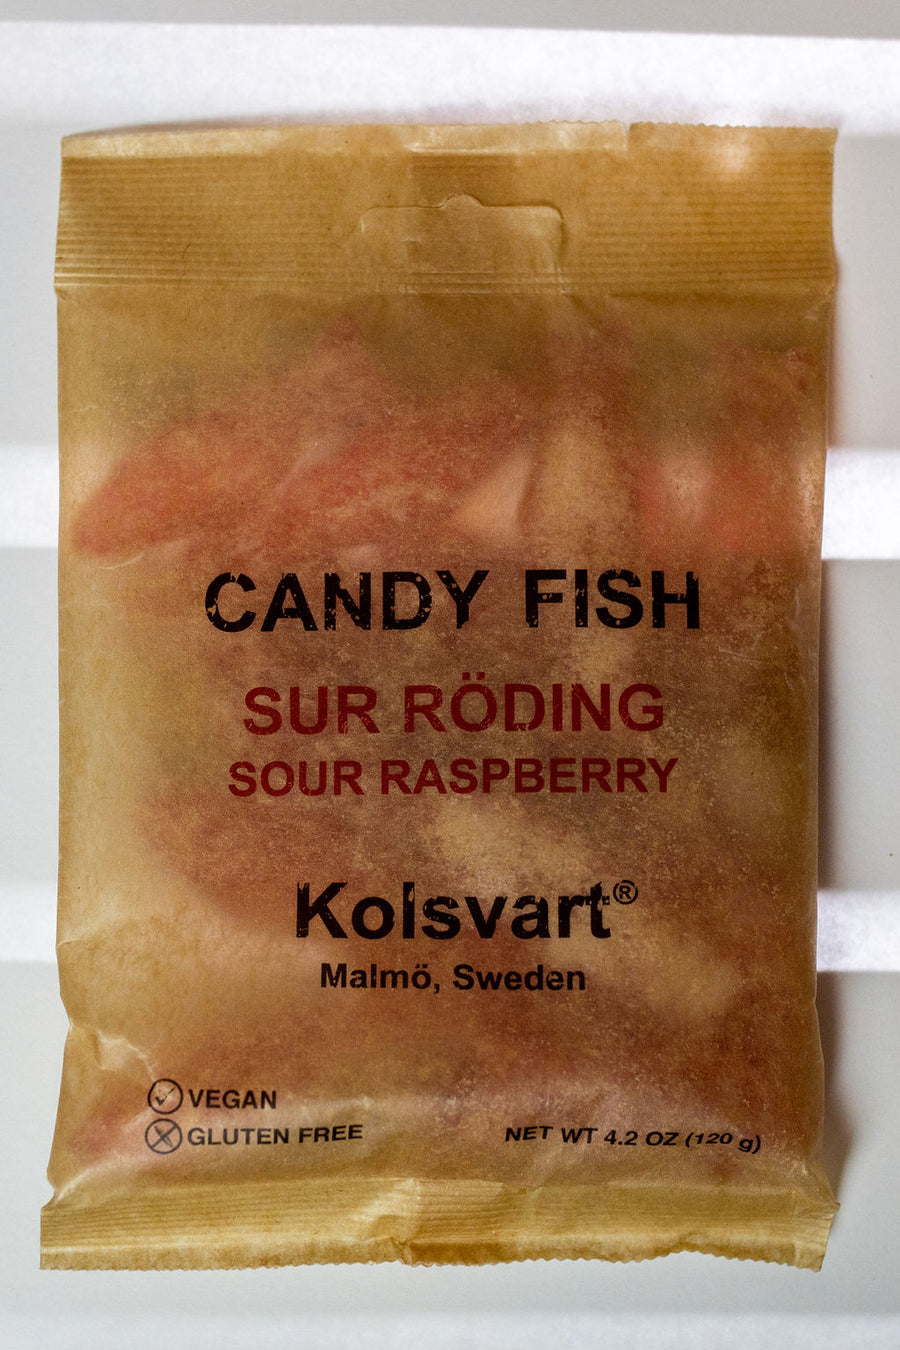 CANDY FISH
SUR RÖDING
SOUR RASPBERRY
Kolsvart®
Malmö, Sweden
VEGAN
GLUTEN FREE
NET WT 4.2 OZ (120 g)